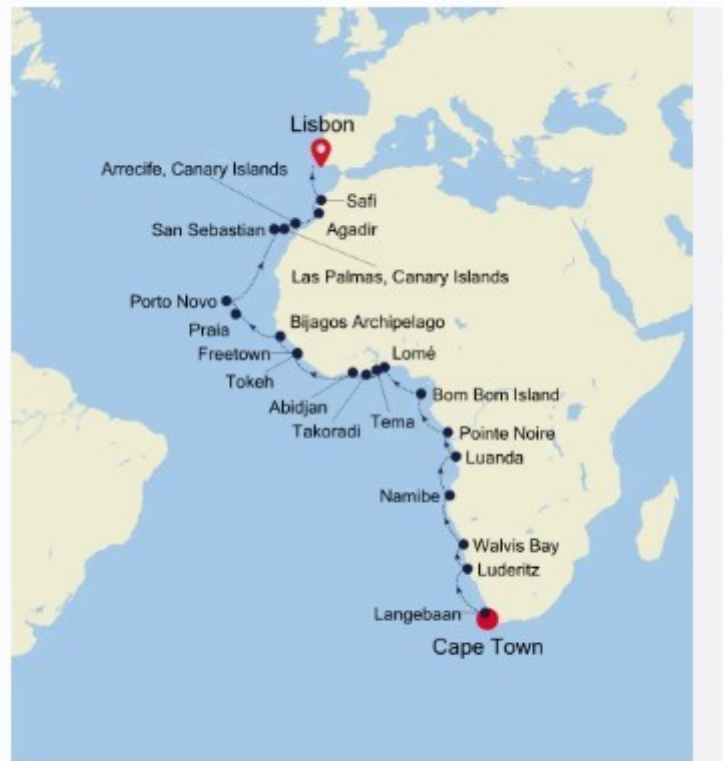 Lisbon
Arrecife, Canary Islands
Safi
San Sebastian
Agadir
Las Palmas, Canary Islands
Porto Novo
Praia
Bijagos Archipelago
Freetown
Lomé
Tokeh
Abidjan
Bom Bom Island
Tema
Takoradi
Pointe Noire
Luanda
Namibe
Walvis Bay
Luderitz
Langebaan
Cape Town